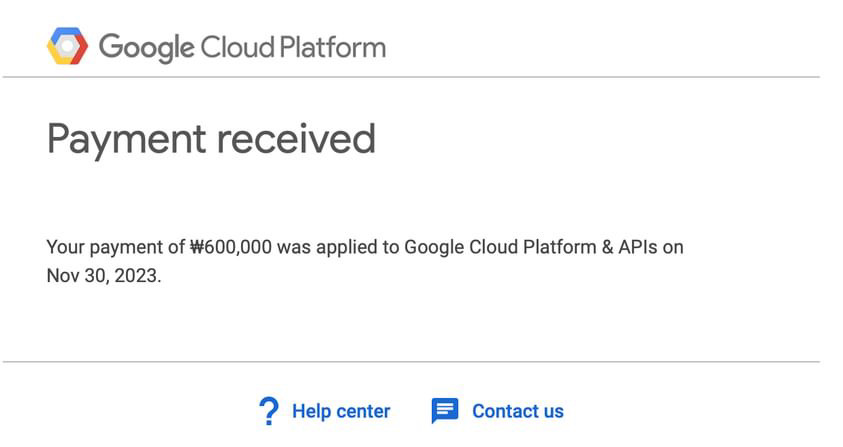 Google Cloud Platform
Payment received
Your payment of ₩600,000 was applied to Google Cloud Platform & APIs on
Nov 30, 2023.
Help center
Contact us